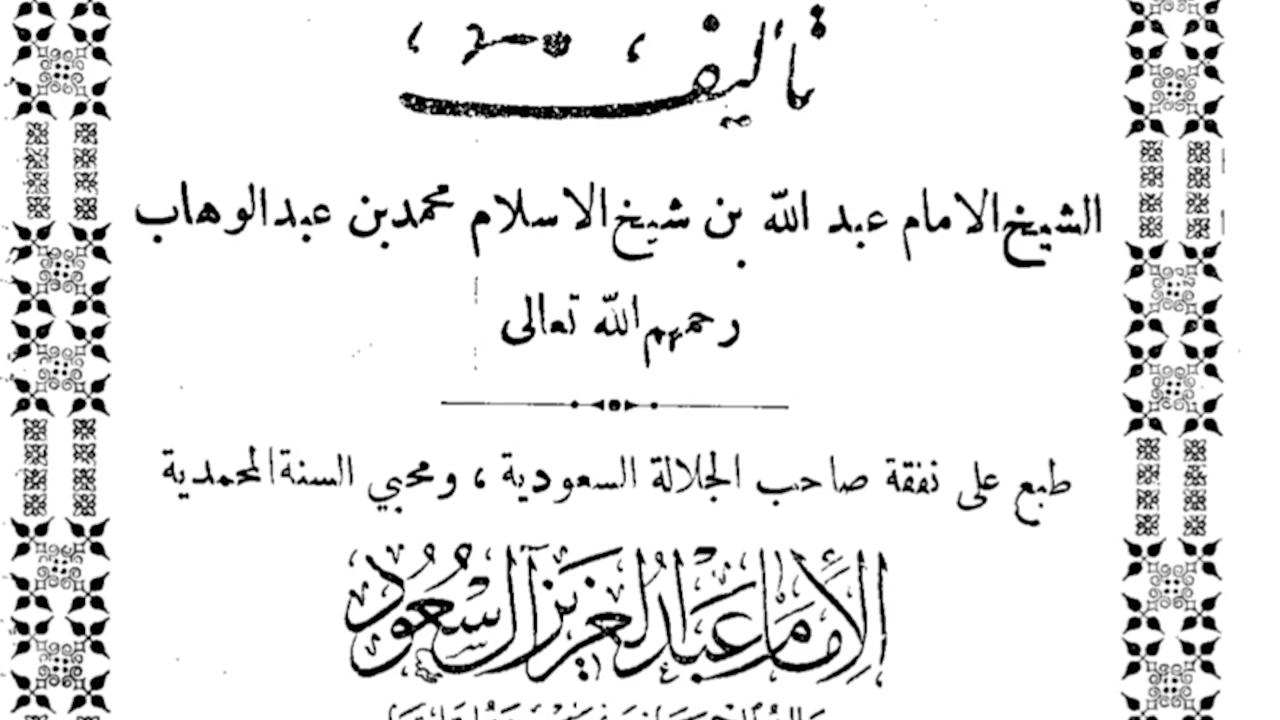 تأليف
الشيخ الامام عبد الله بن شيخ الاسلام محمد بن عبد الوهاب
رحمهم الله تعالى
طبع على نفقة صاحب الجلالة السعودية ، ومحيي السنة المحمدية
الإمام عبد العزيز آل سعود